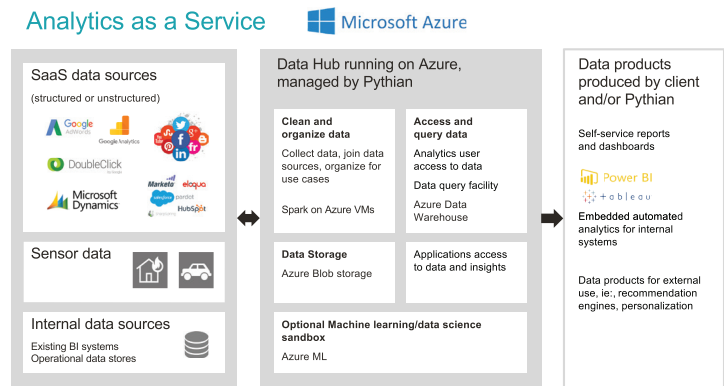 Analytics as a Service
Microsoft Azure
SaaS data sources
(structured or unstructured)
Google
AdWords
Google Analytics
DoubleClick
by Google
Microsoft
Dynamics
Marketo
eloqua
salesforce
pardot
HubSpot
Sensor data
Internal data sources
Existing BI systems
Operational data stores
Data Hub running on Azure,
managed by Pythian
Clean and
organize data
Collect data, join data
sources, organize for
use cases
Spark on Azure VMs
Access and
query data
Analytics user
access to data
Data query facility
Azure Data
Warehouse
Data Storage
Azure Blob storage
Applications access
to data and insights
Optional Machine learning/data science
sandbox
Azure ML
Data products
produced by client
and/or Pythian
Self-service reports
and dashboards
Power BI
tableau
Embedded automated
analytics for internal
systems
Data products for external
use, ie:, recommendation
engines, personalization